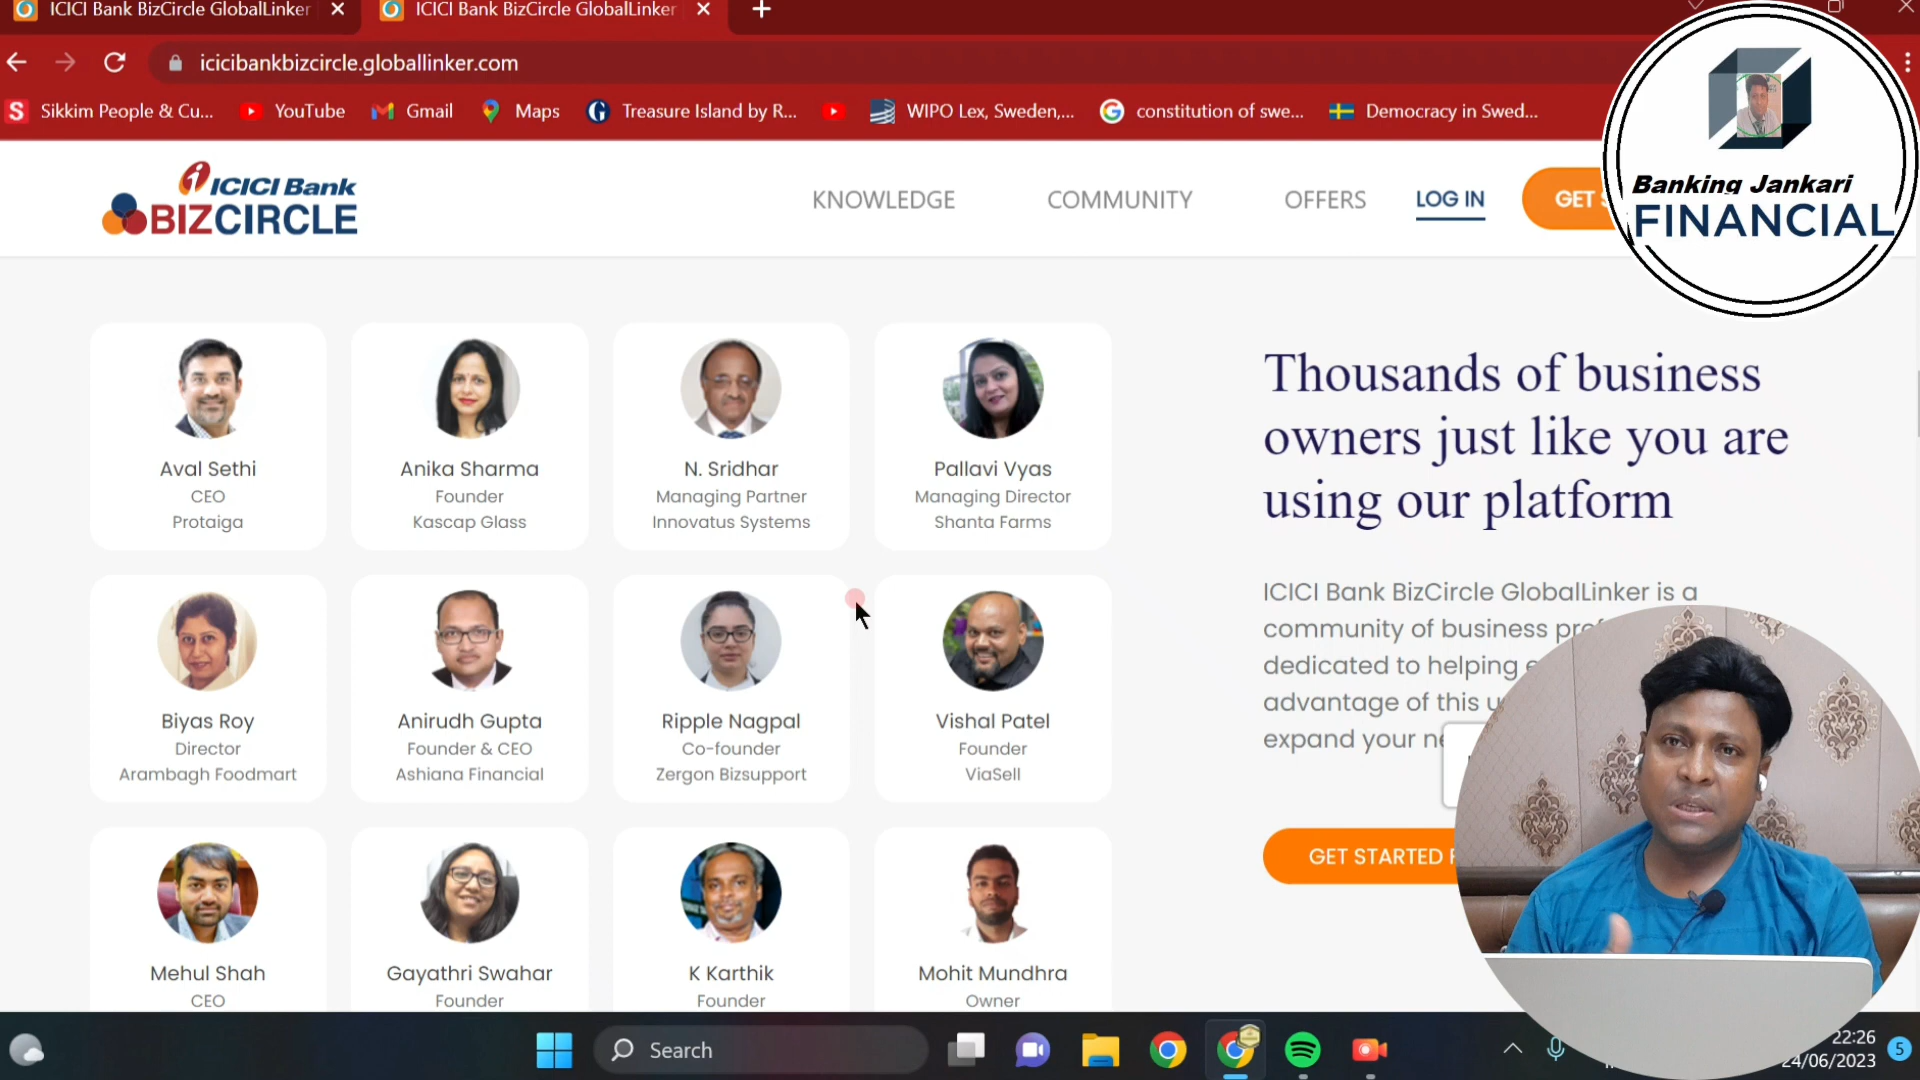 ICICI Bank BizCircle GlobalLinker
ICICI Bank BizCircle GlobalLinker
icicibankbizcircle.globallinker.com
Sikkim People & Cu...
YouTube
Gmail
Maps
Treasure Island by R...
WIPO Lex, Sweden,...
constitution of swe...
Democracy in Swed...
ICICI Bank
BIZCIRCLE
KNOWLEDGE
COMMUNITY
OFFERS
LOG IN
GET
Banking Jankari
FINANCIAL
Aval Sethi
CEO
Protaiga
Anika Sharma
Founder
Kascap Glass
N. Sridhar
Managing Partner
Innovatus Systems
Pallavi Vyas
Managing Director
Shanta Farms
Biyas Roy
Director
Arambagh Foodmart
Anirudh Gupta
Founder & CEO
Ashiana Financial
Ripple Nagpal
Co-founder
Zergon Bizsupport
Vishal Patel
Founder
ViaSell
Mehul Shah
CEO
Gayathri Swahar
Founder
K Karthik
Founder
Mohit Mundhra
Owner
Thousands of business
owners just like you are
using our platform
ICICI Bank BizCircle GlobalLinker is a
community of business
dedicated to helping
advantage of this
expand your
GET STARTED
Search
22:26
24/06/2023
5